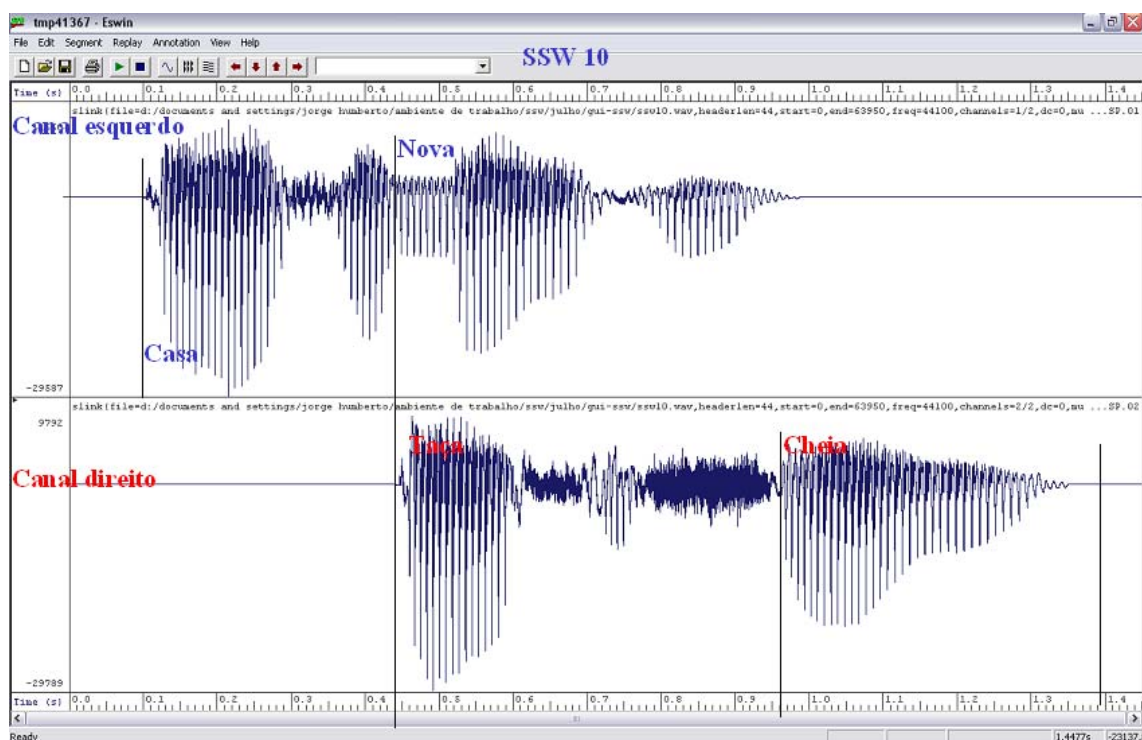 tmp41367 - Eswin
File Edit Segment Replay Annotation View Help
SSW 10
Time (s) 0.0 0.1 0.2 0.3 0.4 0.5 0.6 0.7 0.8 0.9 1.0 1.1 1.2 1.3 1.4
slink(file=d:/documents and settings/jorge humberto/ambiente de trabalho/ssw/julho/gui-ssw/ssw10.wav,headerlen=44,start=0,end=63950,freq=44100,channels=1/2,dc=0,mu ...SP.01
Canal esquerdo
Nova
Casa
-29587
slink(file=d:/documents and settings/jorge humberto/ambiente de trabalho/ssw/julho/gui-ssw/ssw10.wav,headerlen=44,start=0,end=63950,freq=44100,channels=2/2,dc=0,mu ...SP.02
9792
Taça Cheia
Canal direito
-29789
Time (s) 0.0 0.1 0.2 0.3 0.4 0.5 0.6 0.7 0.8 0.9 1.0 1.1 1.2 1.3 1.4
Ready 1.4477s -23137